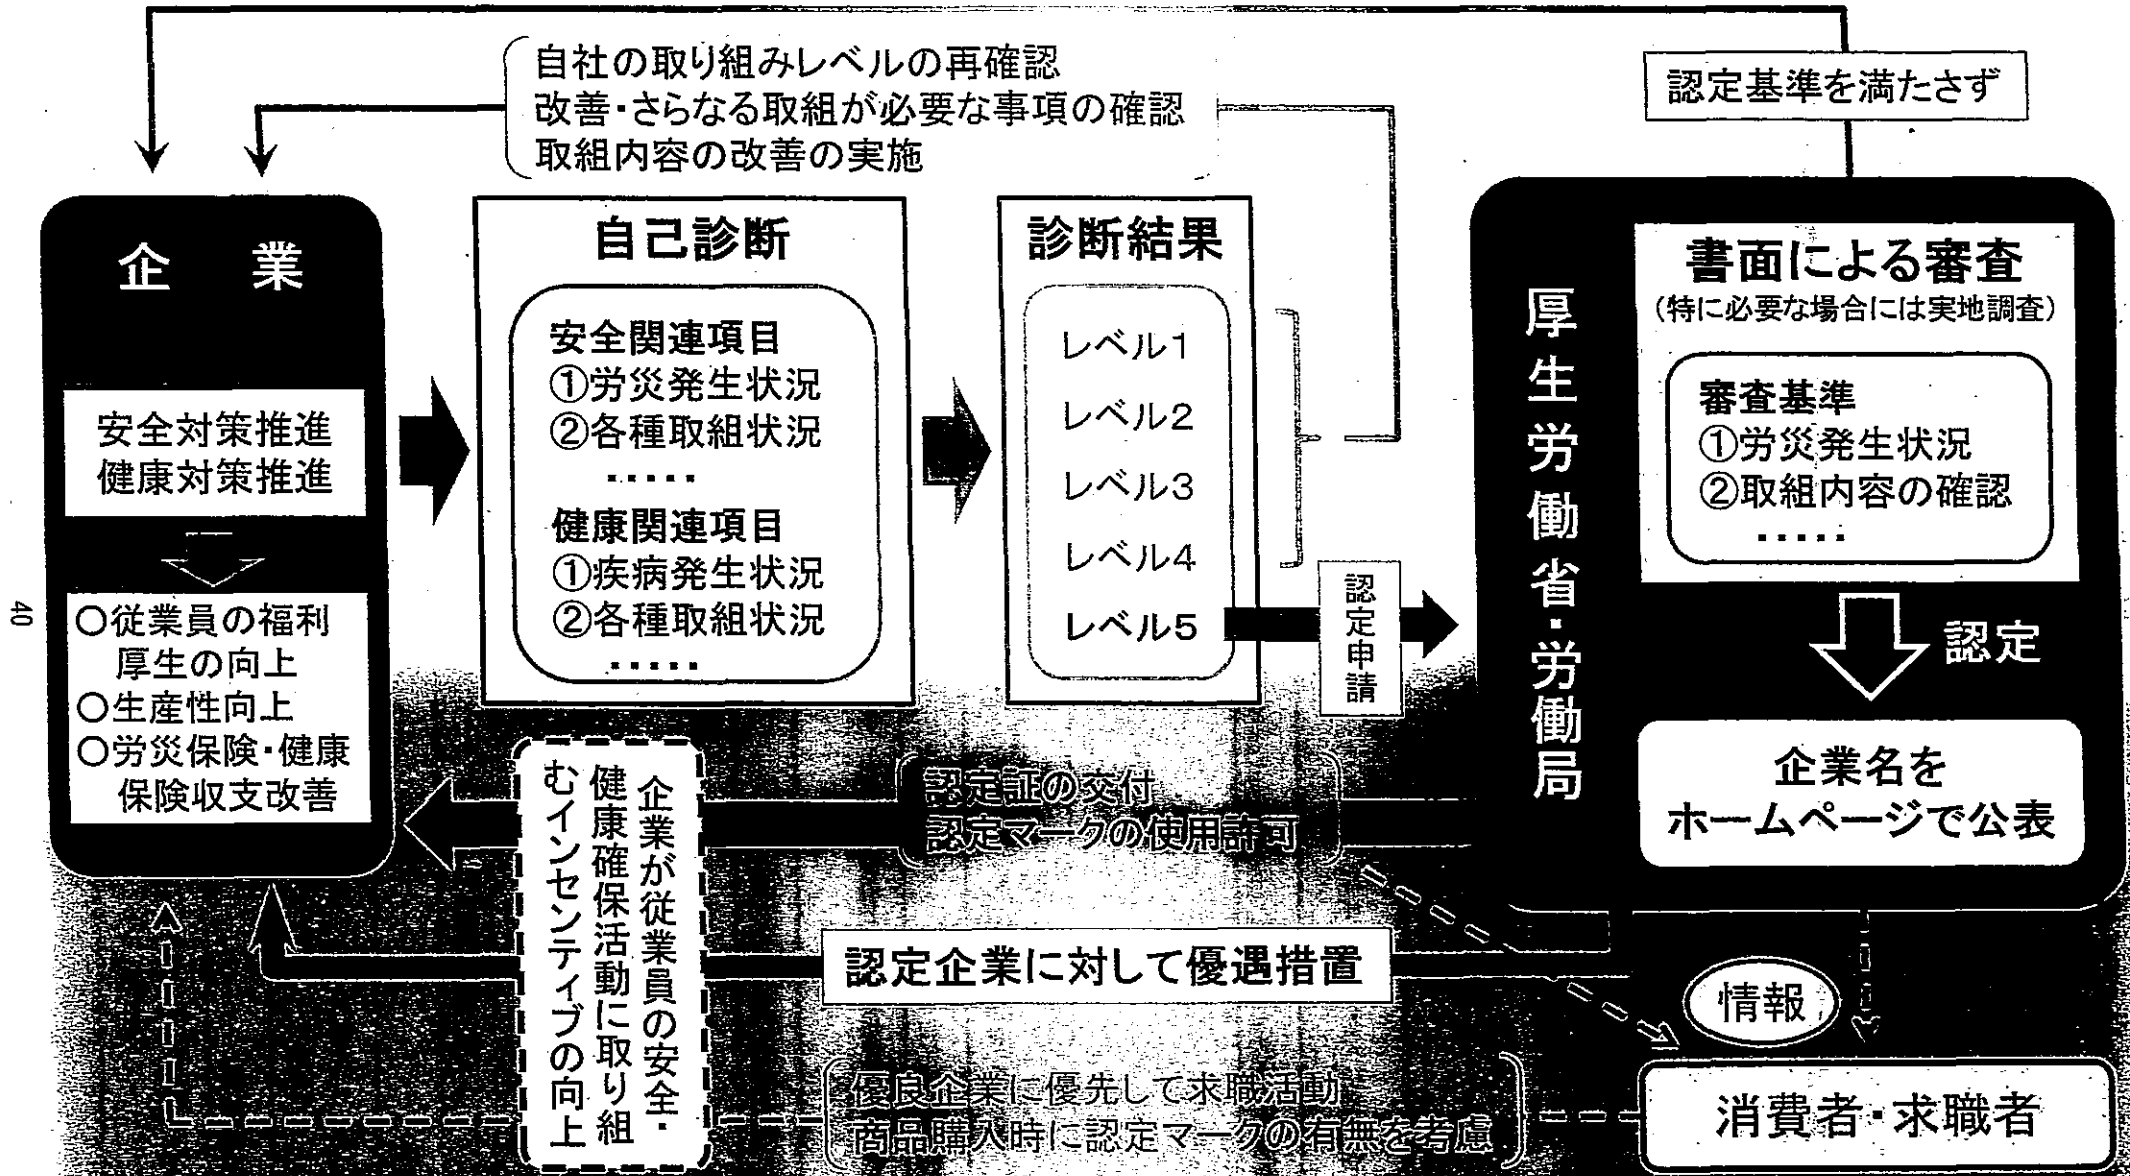 自社の取り組みレベルの再確認
改善・さらなる取組が必要な事項の確認
取組内容の改善の実施
認定基準を満たさず
企 業
安全対策推進
健康対策推進
○従業員の福利
厚生の向上
○生産性向上
○労災保険・健康
保険収支改善
自己診断
安全関連項目
①労災発生状況
②各種取組状況
・・・・・
健康関連項目
①疾病発生状況
②各種取組状況
・・・・・
診断結果
レベル1
レベル2
レベル3
レベル4
レベル5
認定申請
厚生労働省・労働局
書面による審査
(特に必要な場合には実地調査)
審査基準
①労災発生状況
②取組内容の確認
・・・・・
認定
企業名を
ホームページで公表
認定証の交付
認定マークの使用許可
企業が従業員の安全・
健康確保活動に取り組
むインセンティブの向上
認定企業に対して優遇措置
情報
優良企業に優先して求職活動
商品購入時に認定マークの有無を考慮
消費者・求職者
40